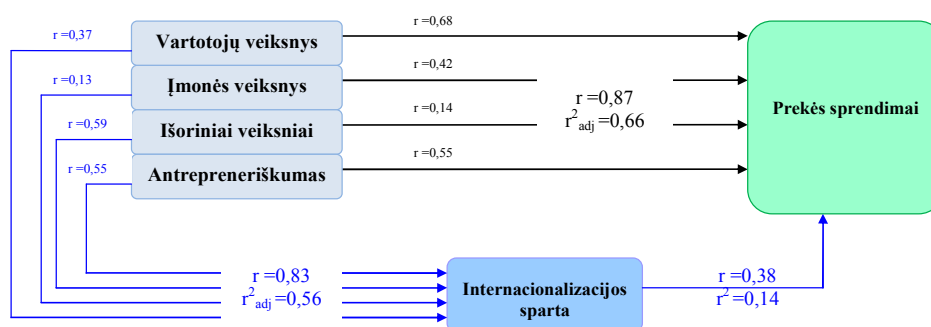 r =0,37
Vartotojų veiksnys
r =0,68
r =0,13
Įmonės veiksnys
r =0,42
r =0,59
Išoriniai veiksniai
r =0,14
r =0,55
Antrepreneriškumas
r =0,55
r =0,87
r²adj =0,66
Prekės sprendimai
r =0,83
r²adj =0,56
Internacionalizacijos
sparta
r =0,38
r² =0,14